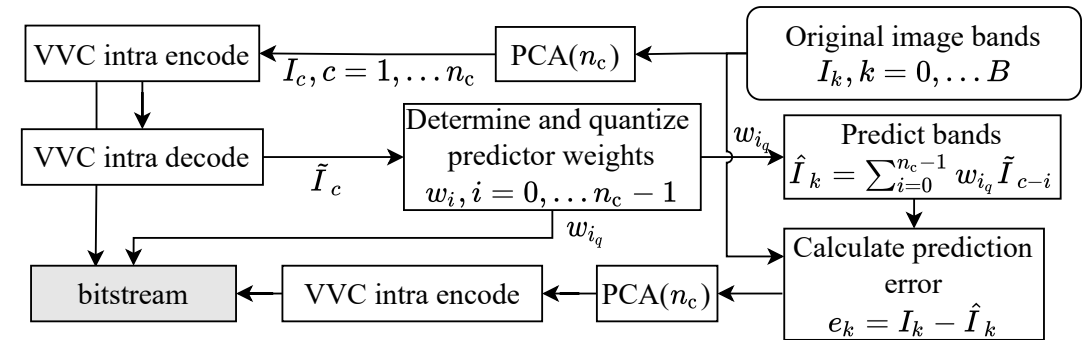 VVC intra encode
I_c, c = 1, … n_c
PCA(n_c)
Original image bands
I_k, k = 0, … B
VVC intra decode
Ĩ_c
Determine and quantize
predictor weights
w_i, i = 0, … n_c − 1
w_{i_q}
Predict bands
Î_k = ∑_{i=0}^{n_c−1} w_{i_q} Ĩ_{c−i}
w_{i_q}
Calculate prediction
error
e_k = I_k − Î_k
bitstream
VVC intra encode
PCA(n_c)